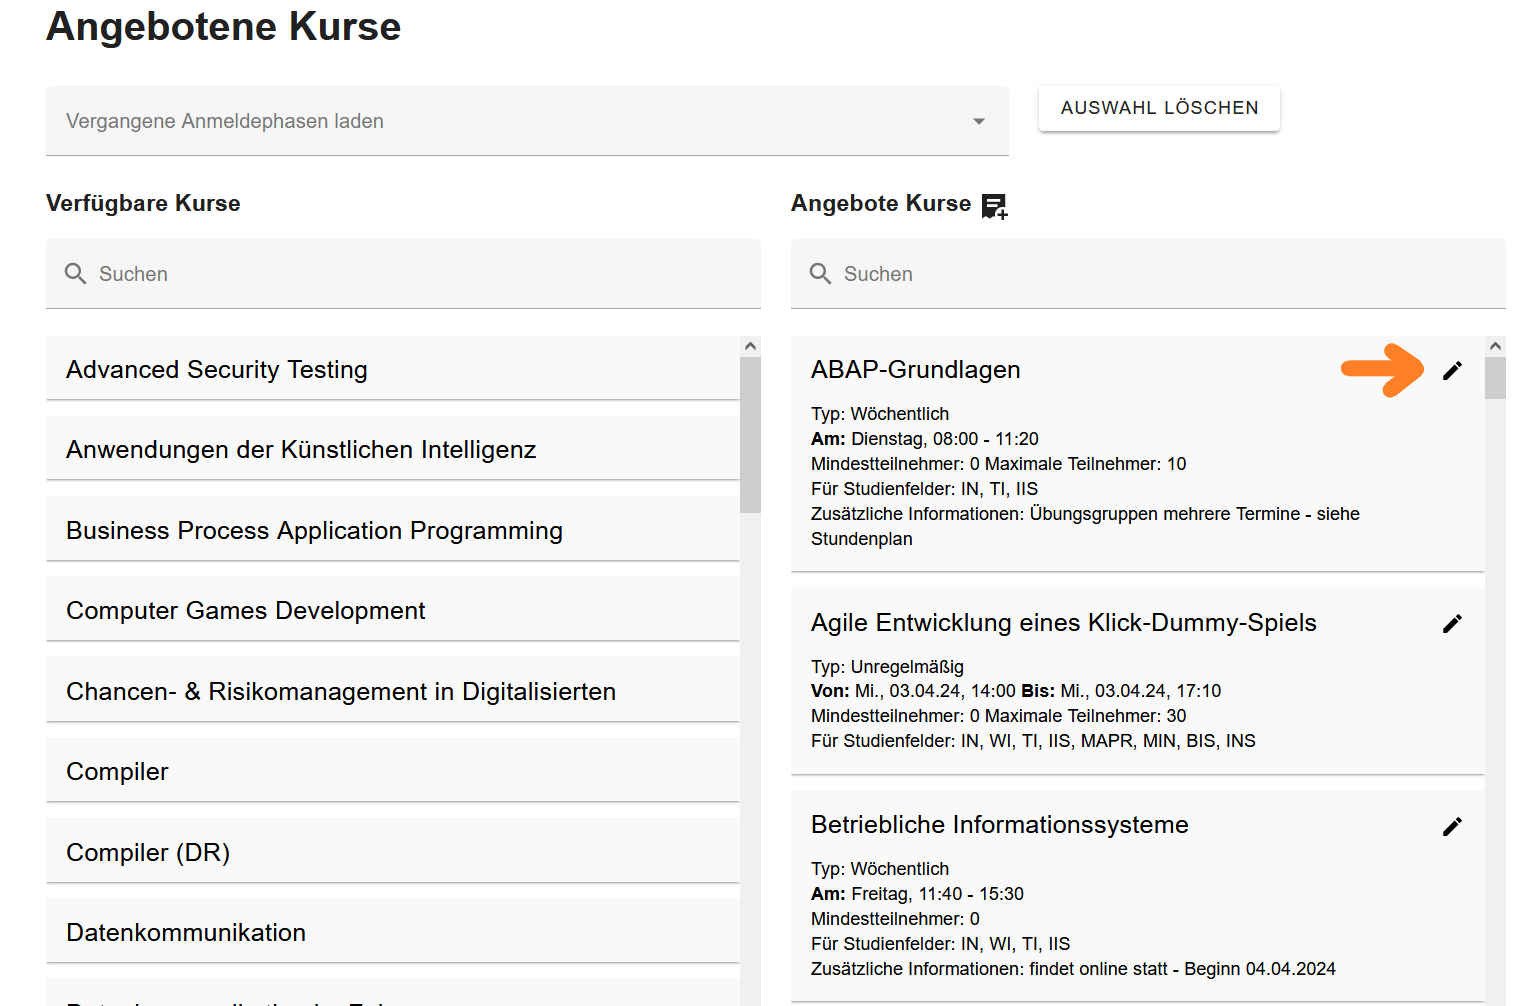 Angebotene Kurse
Vergangene Anmeldephasen laden
AUSWAHL LÖSCHEN
Verfügbare Kurse
Suchen
Advanced Security Testing
Anwendungen der Künstlichen Intelligenz
Business Process Application Programming
Computer Games Development
Chancen- & Risikomanagement in Digitalisierten
Compiler
Compiler (DR)
Datenkommunikation
Angebote Kurse
Suchen
ABAP-Grundlagen
Typ: Wöchentlich
Am: Dienstag, 08:00 - 11:20
Mindestteilnehmer: 0 Maximale Teilnehmer: 10
Für Studienfelder: IN, TI, IIS
Zusätzliche Informationen: Übungsgruppen mehrere Termine - siehe
Stundenplan
Agile Entwicklung eines Klick-Dummy-Spiels
Typ: Unregelmäßig
Von: Mi., 03.04.24, 14:00 Bis: Mi., 03.04.24, 17:10
Mindestteilnehmer: 0 Maximale Teilnehmer: 30
Für Studienfelder: IN, WI, TI, IIS, MAPR, MIN, BIS, INS
Betriebliche Informationssysteme
Typ: Wöchentlich
Am: Freitag, 11:40 - 15:30
Mindestteilnehmer: 0
Für Studienfelder: IN, WI, TI, IIS
Zusätzliche Informationen: findet online statt - Beginn 04.04.2024